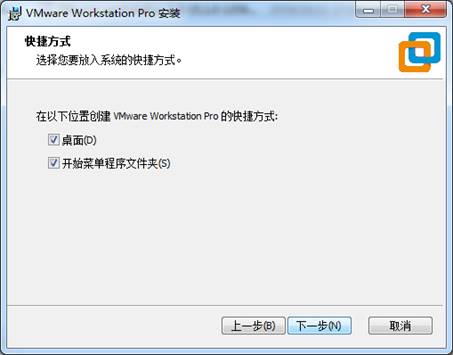 VMware Workstation Pro 安装
快捷方式
选择您要放入系统的快捷方式。
在以下位置创建 VMware Workstation Pro 的快捷方式:
桌面(D)
开始菜单程序文件夹(S)
上一步(B)
下一步(N)
取消